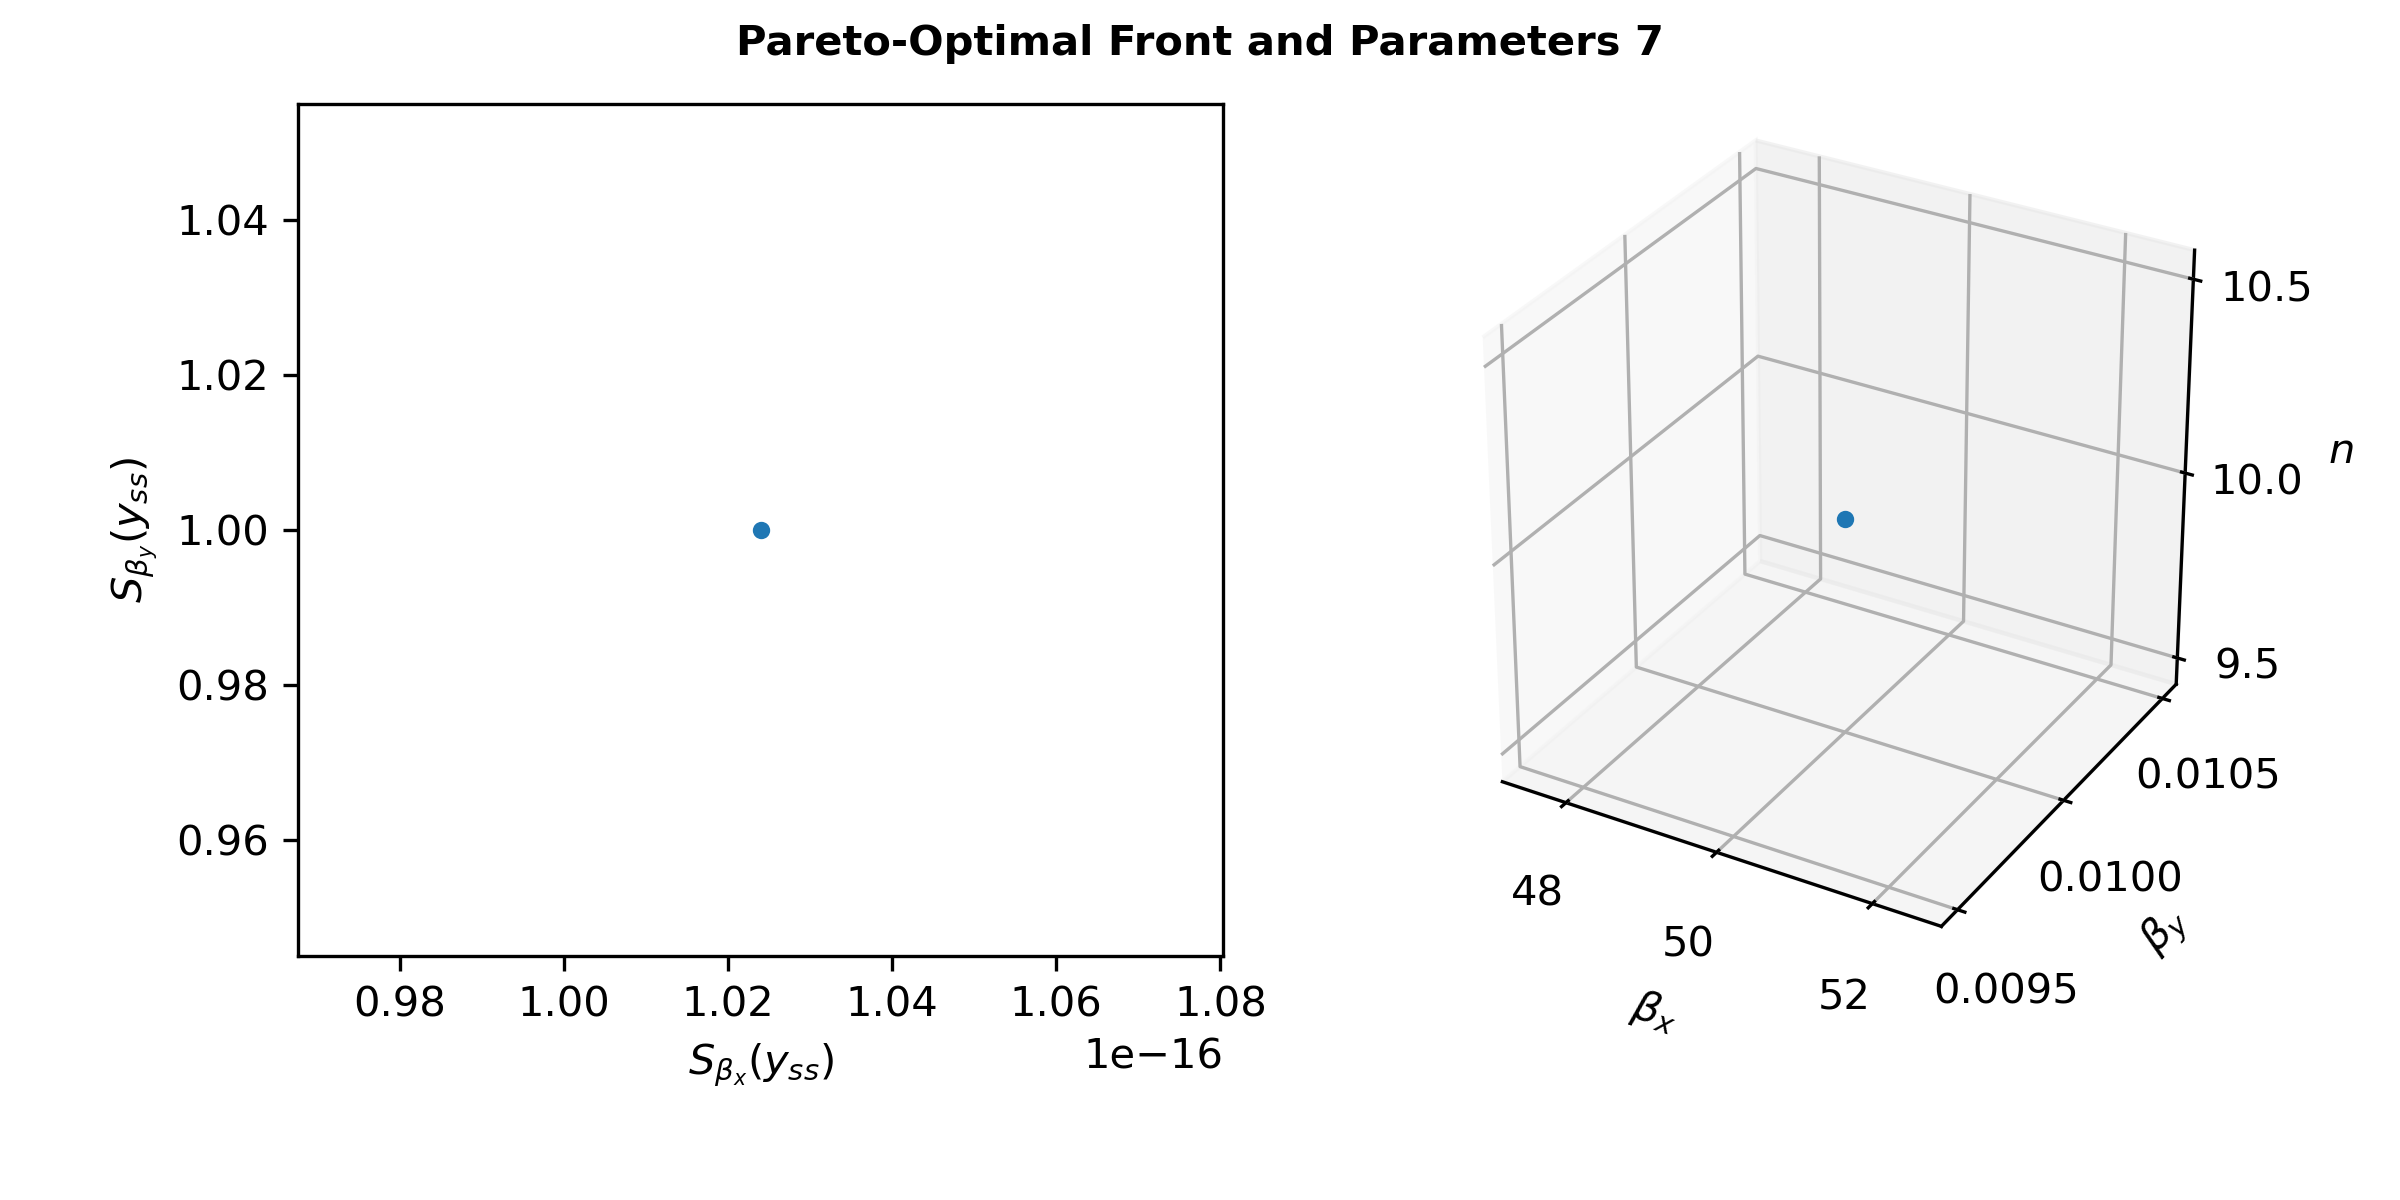 Pareto-Optimal Front and Parameters 7
1.04
1.02
1.00
0.98
0.96
S_{β_y}(y_{ss})
0.98 1.00 1.02 1.04 1.06 1.08
1e−16
S_{β_x}(y_{ss})
10.5
10.0
9.5
n
48 50 52
β_x
0.0095 0.0100 0.0105
β_y